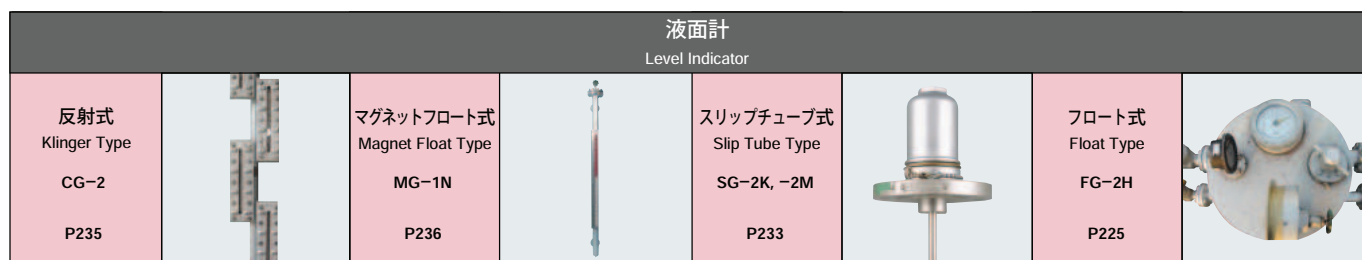 液面計
Level Indicator
反射式
Klinger Type
CG−2
P235
マグネットフロート式
Magnet Float Type
MG−1N
P236
スリップチューブ式
Slip Tube Type
SG−2K, −2M
P233
フロート式
Float Type
FG−2H
P225